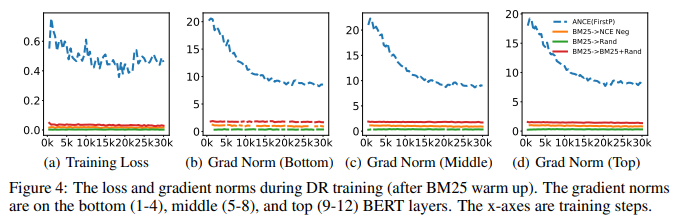 0.6
0.4
0.2
0.0
0k 5k 10k15k20k25k30k
(a) Training Loss
20
15
10
5
0
0k 5k 10k15k20k25k30k
(b) Grad Norm (Bottom)
20
15
10
5
0
0k 5k 10k15k20k25k30k
(c) Grad Norm (Middle)
20
15
10
5
0
ANCE(FirstP)
BM25->NCE Neg
BM25->Rand
BM25->BM25+Rand
0k 5k 10k15k20k25k30k
(d) Grad Norm (Top)
Figure 4: The loss and gradient norms during DR training (after BM25 warm up). The gradient norms
are on the bottom (1-4), middle (5-8), and top (9-12) BERT layers. The x-axes are training steps.